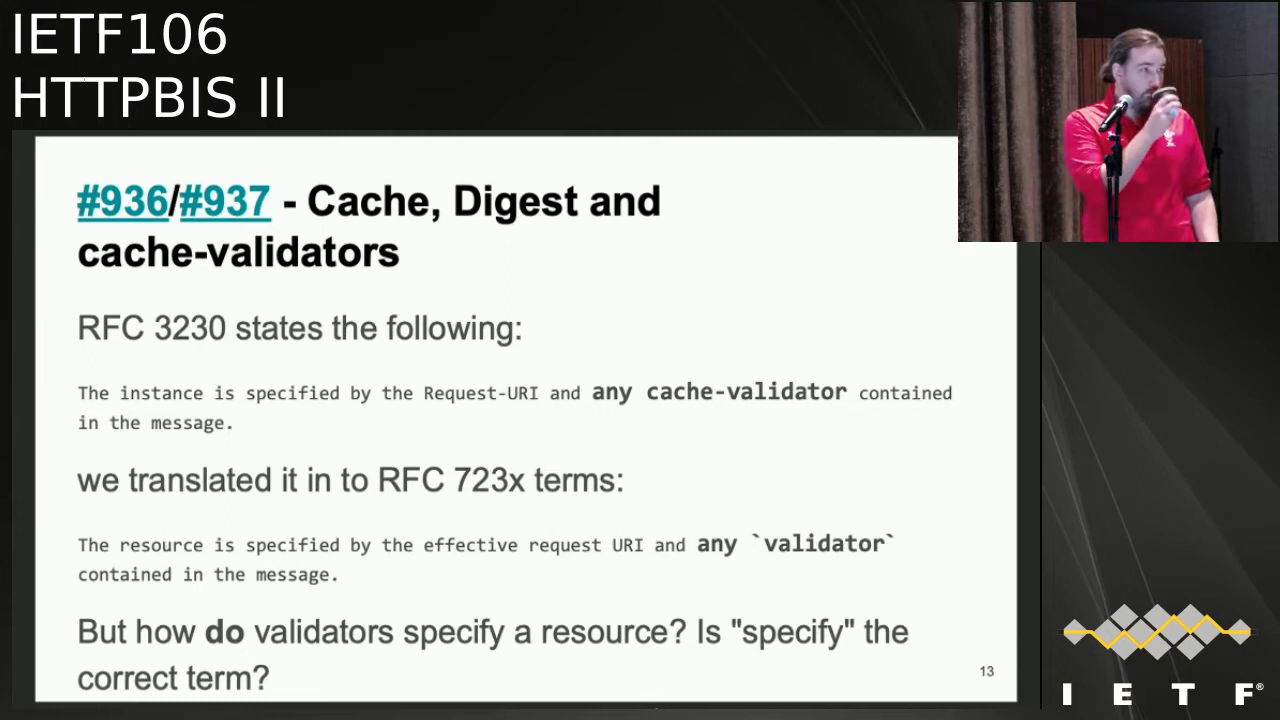 IETF106
HTTPBIS II
#936/#937 - Cache, Digest and
cache-validators
RFC 3230 states the following:
The instance is specified by the Request-URI and any cache-validator contained
in the message.
we translated it in to RFC 723x terms:
The resource is specified by the effective request URI and any `validator`
contained in the message.
But how do validators specify a resource? Is "specify" the
correct term?
13
I E T F®